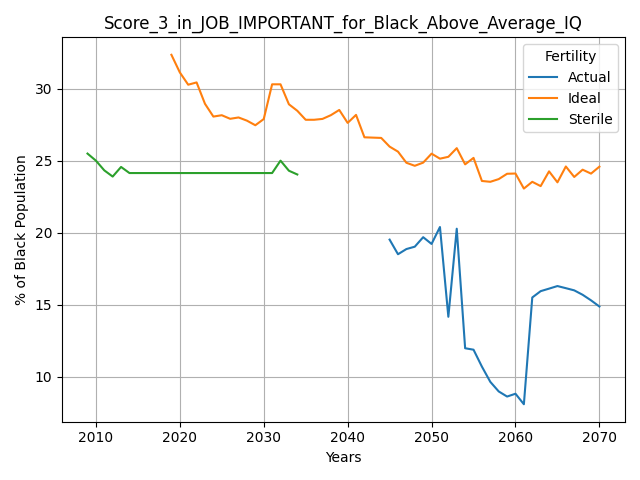 Score_3_in_JOB_IMPORTANT_for_Black_Above_Average_IQ
Fertility
Actual
Ideal
Sterile
% of Black Population
30
25
20
15
10
2010 2020 2030 2040 2050 2060 2070
Years